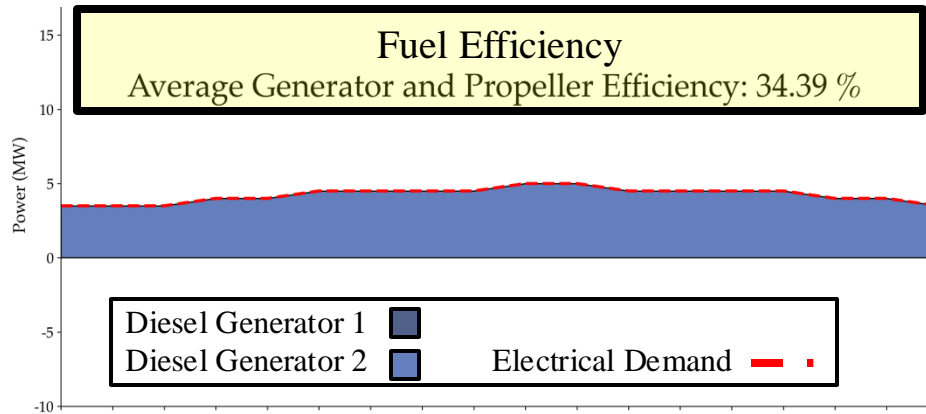 Fuel Efficiency
Average Generator and Propeller Efficiency: 34.39 %
15
10
5
0
-5
-10
Power (MW)
Diesel Generator 1
Diesel Generator 2
Electrical Demand